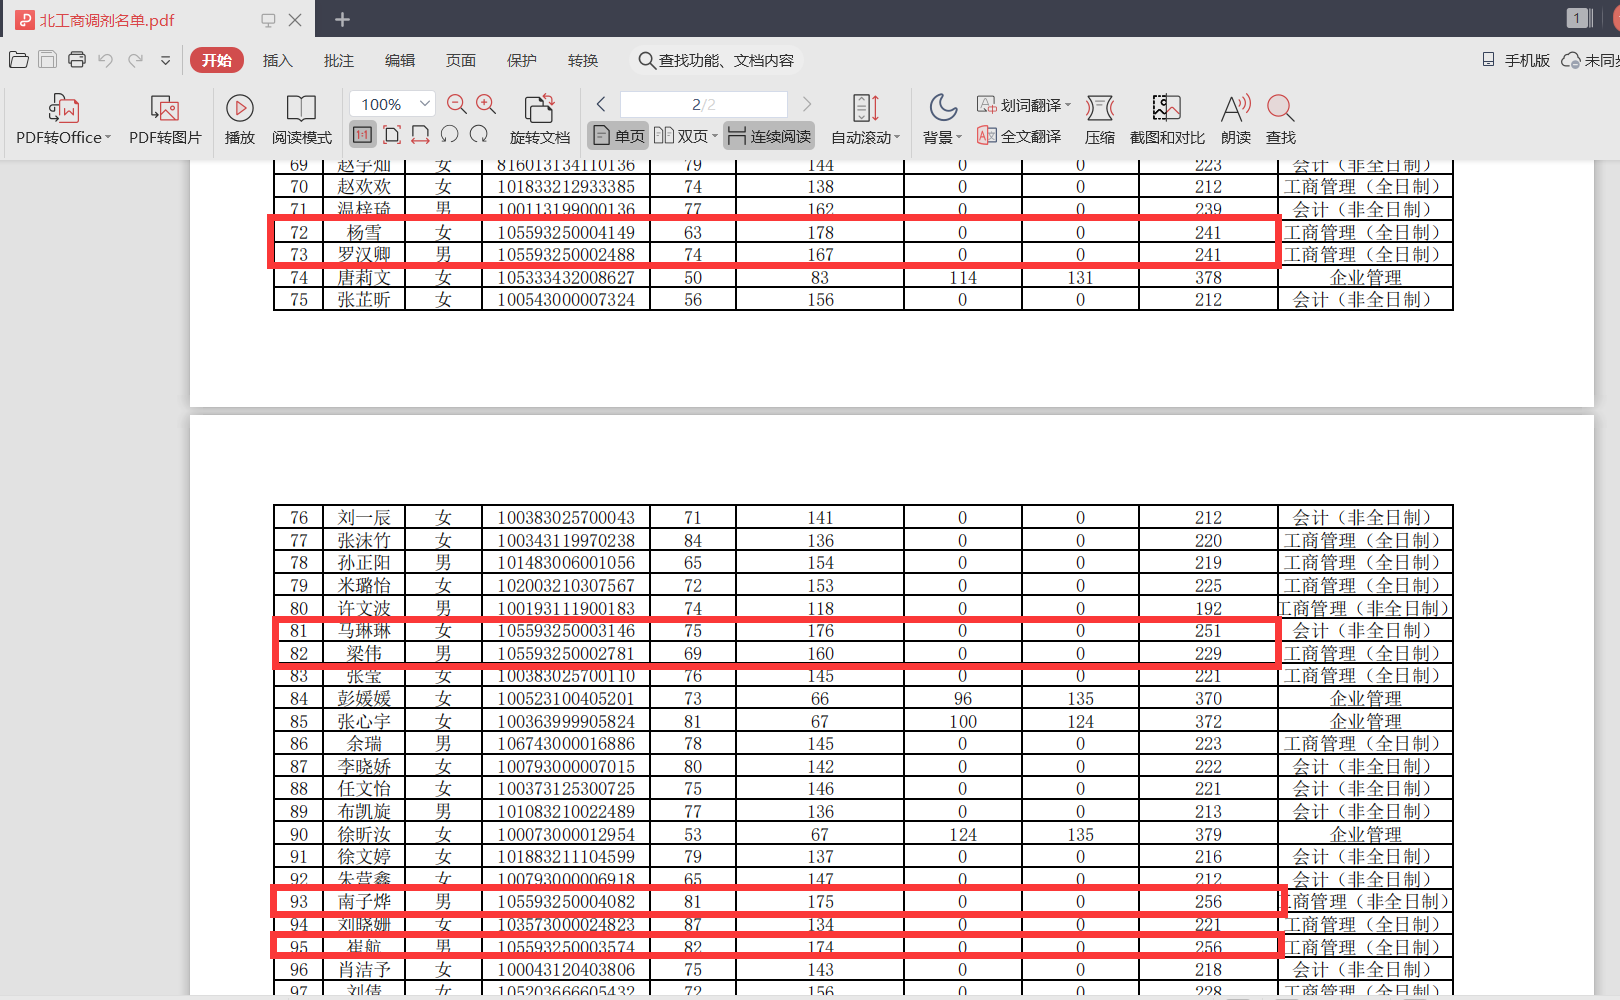 北工商调剂名单.pdf
1
开始 插入 批注 编辑 页面 保护 转换 查找功能、文档内容 手机版 未同步
PDF转Office PDF转图片 播放 阅读模式 100% 旋转文档 2/2 单页 双页 连续阅读 自动滚动 背景 划词翻译 全文翻译 压缩 截图和对比 朗读 查找
69 赵宇灿 女 816013134110136 79 144 0 0 223 会计（非全日制）
70 赵欢欢 女 101833212933385 74 138 0 0 212 工商管理（全日制）
71 温梓琦 男 100113199000136 77 162 0 0 239 会计（非全日制）
72 杨雪 女 105593250004149 63 178 0 0 241 工商管理（全日制）
73 罗汉卿 男 105593250002488 74 167 0 0 241 工商管理（全日制）
74 唐莉文 女 105333432008627 50 83 114 131 378 企业管理
75 张芷昕 女 100543000007324 56 156 0 0 212 会计（非全日制）
76 刘一辰 女 100383025700043 71 141 0 0 212 会计（非全日制）
77 张沫竹 女 100343119970238 84 136 0 0 220 工商管理（全日制）
78 孙正阳 男 101483006001056 65 154 0 0 219 工商管理（全日制）
79 米璐怡 女 102003210307567 72 153 0 0 225 工商管理（全日制）
80 许文波 男 100193111900183 74 118 0 0 192 工商管理（非全日制）
81 马琳琳 女 105593250003146 75 176 0 0 251 会计（非全日制）
82 梁伟 男 105593250002781 69 160 0 0 229 工商管理（全日制）
83 张莹 女 100383025700110 76 145 0 0 221 工商管理（全日制）
84 彭媛媛 女 100523100405201 73 66 96 135 370 企业管理
85 张心宇 女 100363999905824 81 67 100 124 372 企业管理
86 余瑞 男 106743000016886 78 145 0 0 223 工商管理（全日制）
87 李晓娇 女 100793000007015 80 142 0 0 222 会计（非全日制）
88 任文怡 女 100373125300725 75 146 0 0 221 会计（非全日制）
89 布凯旋 男 101083210022489 77 136 0 0 213 会计（非全日制）
90 徐昕汝 女 100073000012954 53 67 124 135 379 企业管理
91 徐文婷 女 101883211104599 79 137 0 0 216 会计（非全日制）
92 朱营鑫 女 100793000006918 65 147 0 0 212 会计（非全日制）
93 南子烨 男 105593250004082 81 175 0 0 256 工商管理（非全日制）
94 刘晓姗 女 103573000024823 87 134 0 0 221 工商管理（全日制）
95 崔航 男 105593250003574 82 174 0 0 256 工商管理（全日制）
96 肖洁予 女 100043120403806 75 143 0 0 218 会计（非全日制）
97 刘倩 女 105203666605432 72 156 0 0 228 工商管理（全日制）